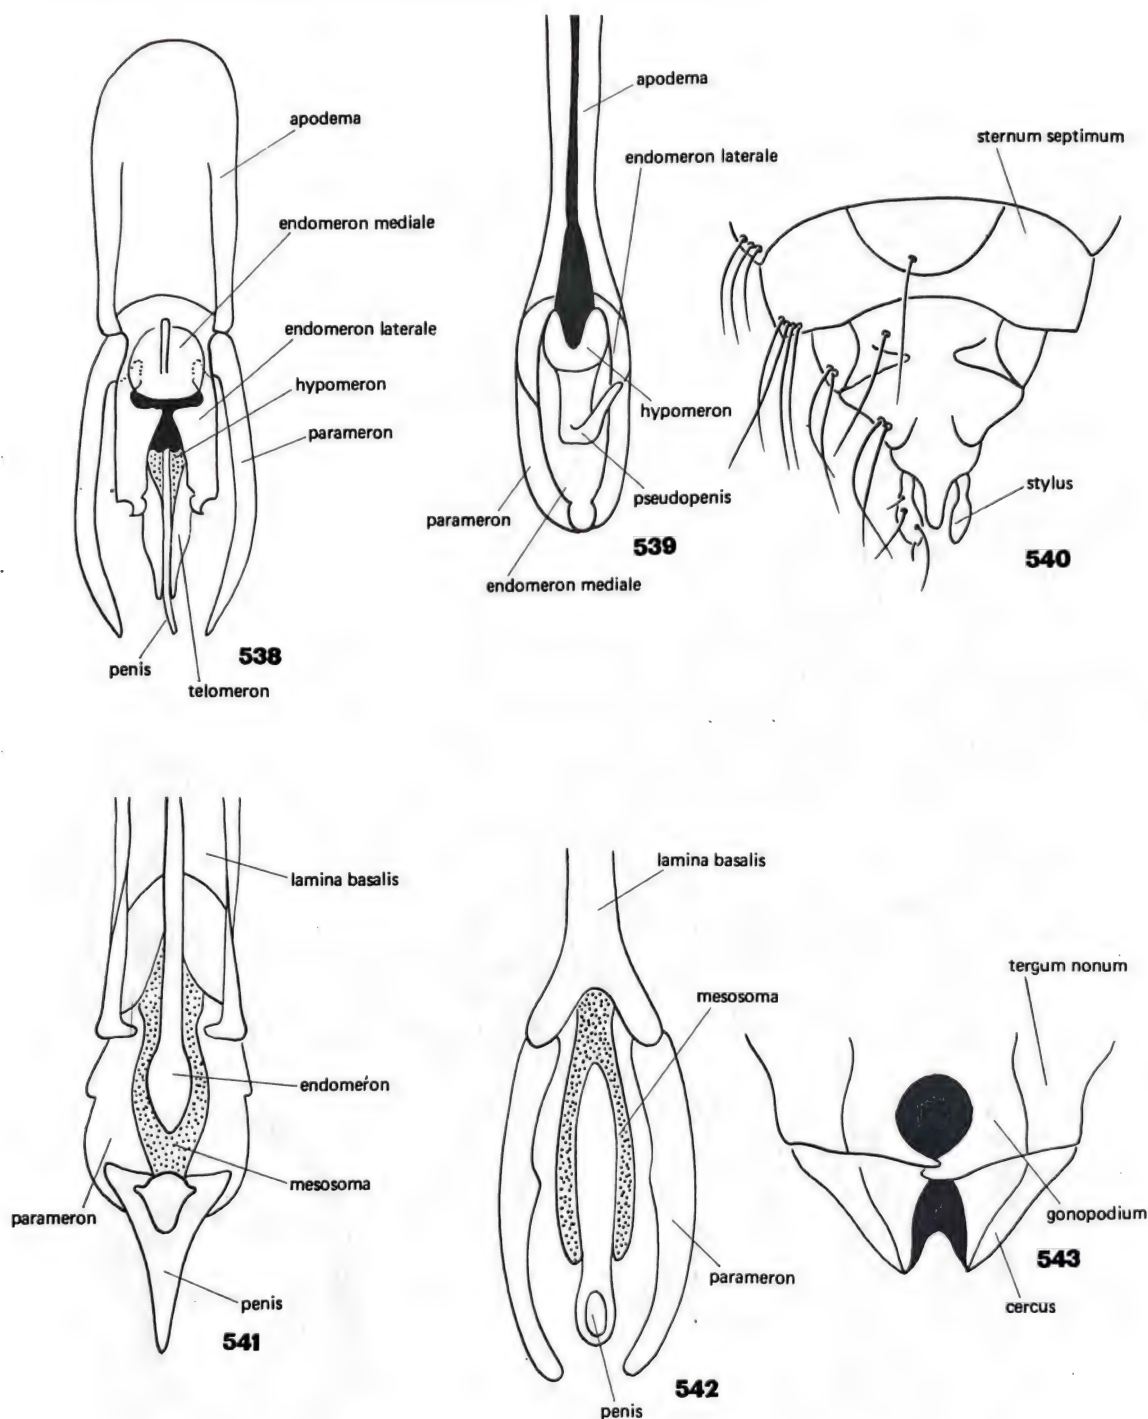 apodema
endomeron mediale
endomeron laterale
hypomeron
parameron
penis
telomeron
538
apodema
endomeron laterale
hypomeron
pseudopenis
parameron
endomeron mediale
539
sternum septimum
stylus
540
lamina basalis
endomeron
mesosoma
parameron
penis
541
lamina basalis
mesosoma
parameron
penis
542
tergum nonum
gonopodium
cercus
543